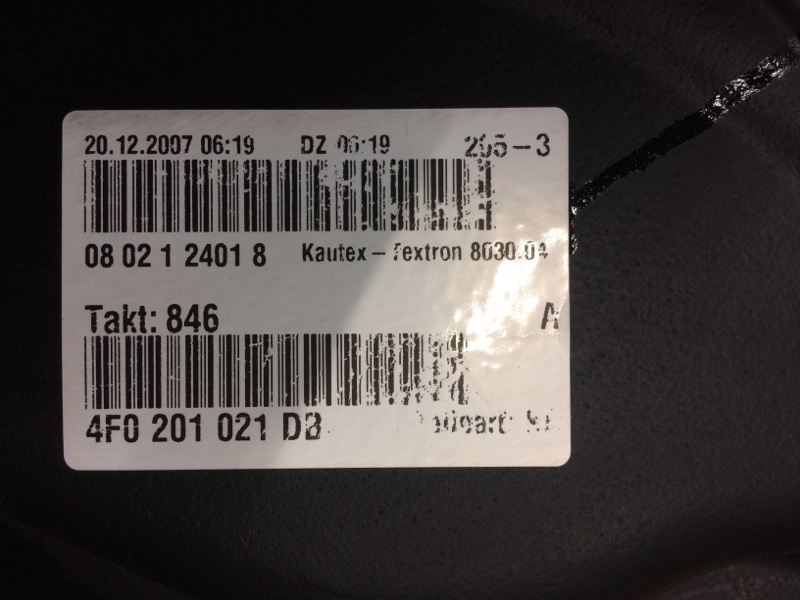 20.12.2007 06:19 DZ 06:19 205-3
08 02 1 2401 8 Kautex - Textron 8030.04
Takt: 846 A
4F0 201 021 DB